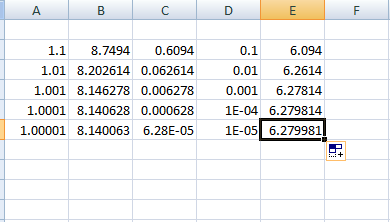 A B C D E F
1.1 8.7494 0.6094 0.1 6.094
1.01 8.202614 0.062614 0.01 6.2614
1.001 8.146278 0.006278 0.001 6.27814
1.0001 8.140628 0.000628 1E-04 6.279814
1.00001 8.140063 6.28E-05 1E-05 6.279981